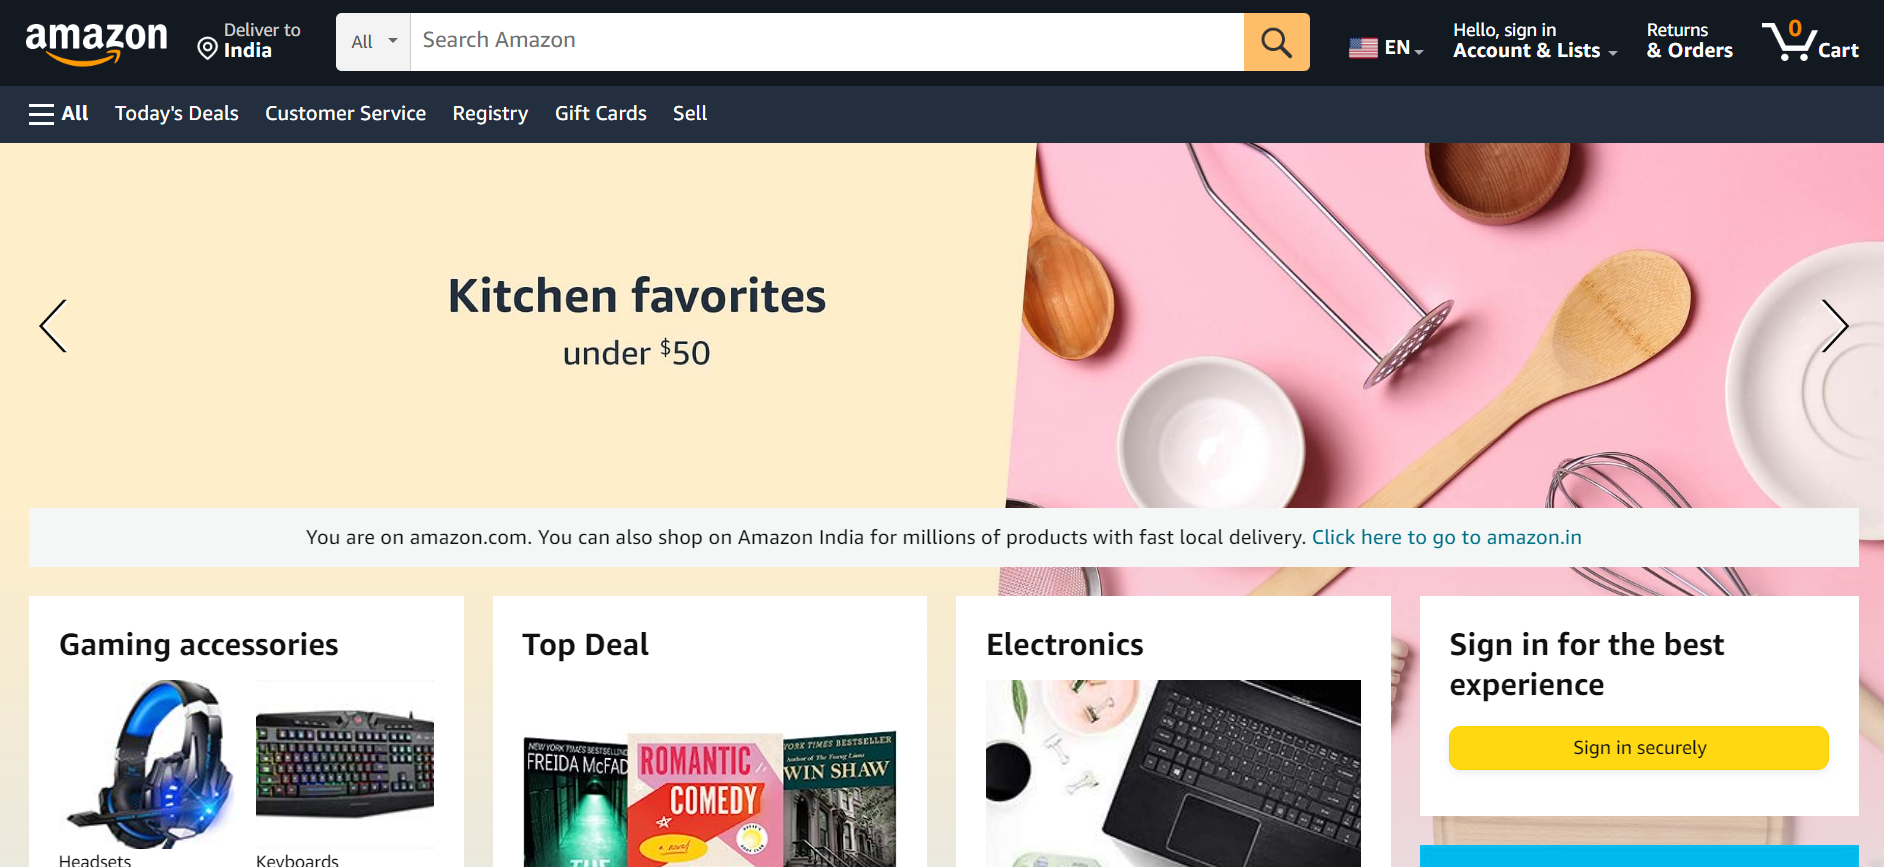 amazon
Deliver to
India
All
Search Amazon
EN
Hello, sign in
Account & Lists
Returns
& Orders
0
Cart
All
Today's Deals
Customer Service
Registry
Gift Cards
Sell
Kitchen favorites
under $50
You are on amazon.com. You can also shop on Amazon India for millions of products with fast local delivery. Click here to go to amazon.in
Gaming accessories
Headsets
Keyboards
Top Deal
NEW YORK TIMES BESTSELLING
FREIDA McFAD
THE
ROMANTIC
COMEDY
a novel
YORK TIMES BESTSELLER
Author of The Young Lions
WIN SHAW
Electronics
Sign in for the best
experience
Sign in securely